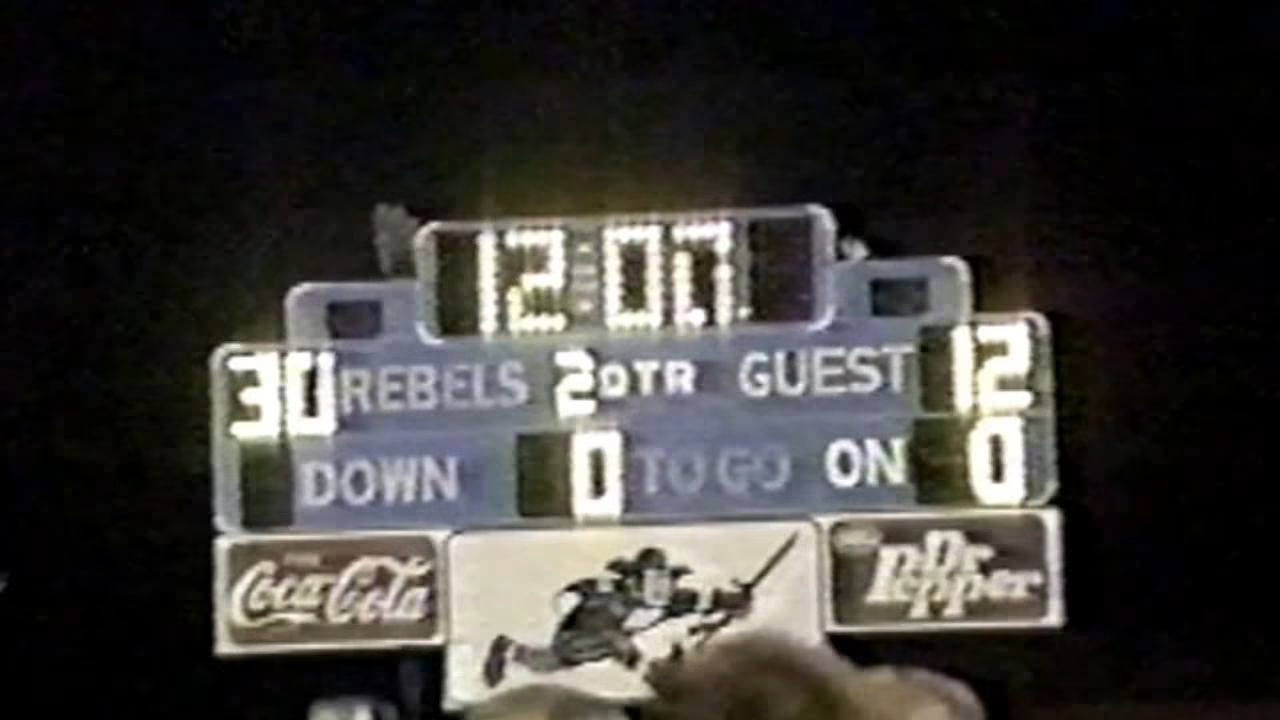 12:07
30 REBELS 2 QTR GUEST 12
DOWN 0 TO GO ON 0
Coca-Cola
Dr Pepper